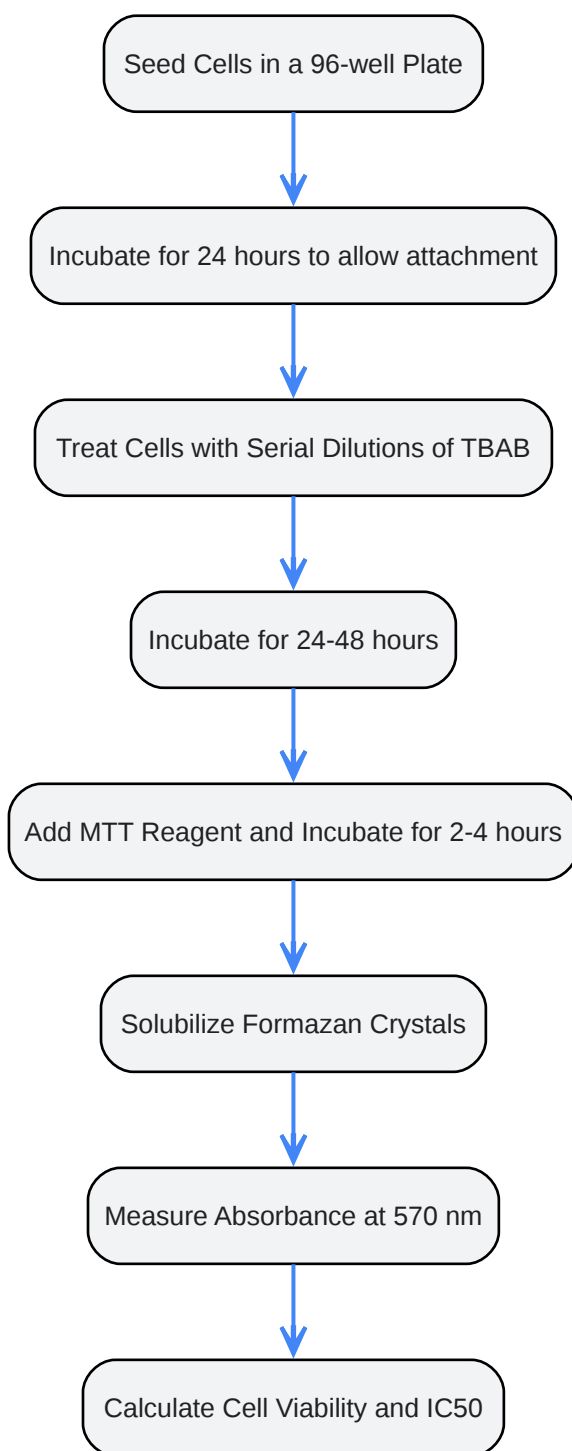 Seed Cells in a 96-well Plate
Incubate for 24 hours to allow attachment
Treat Cells with Serial Dilutions of TBAB
Incubate for 24-48 hours
Add MTT Reagent and Incubate for 2-4 hours
Solubilize Formazan Crystals
Measure Absorbance at 570 nm
Calculate Cell Viability and IC50